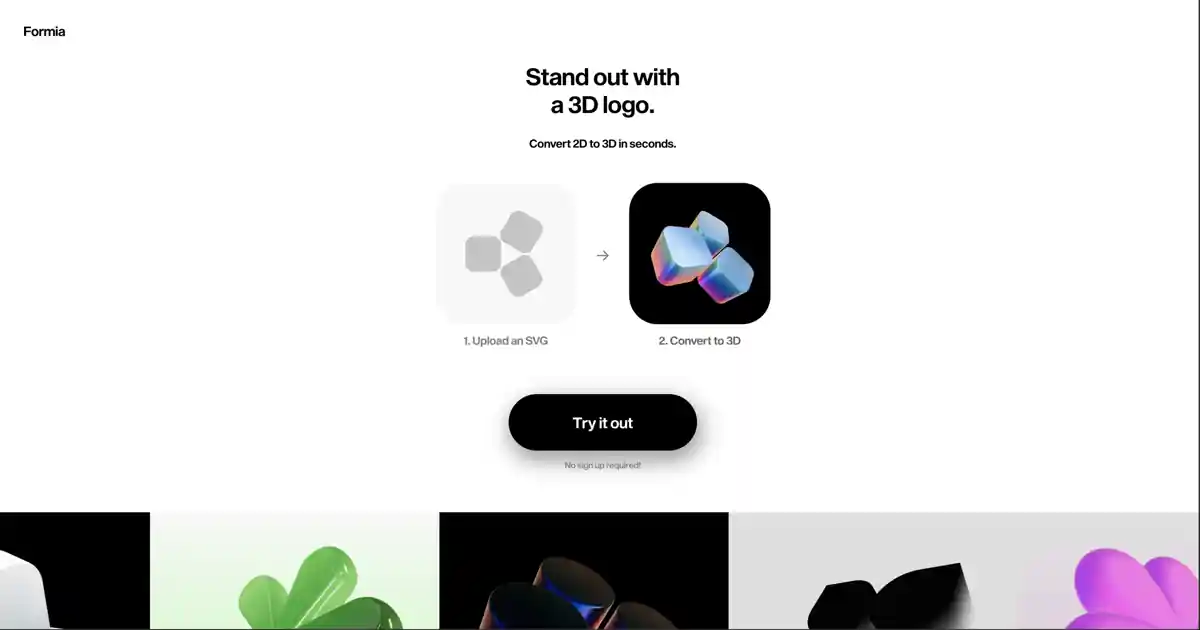 Formia
Stand out with
a 3D logo.
Convert 2D to 3D in seconds.
1. Upload an SVG
2. Convert to 3D
Try it out
No sign up required!